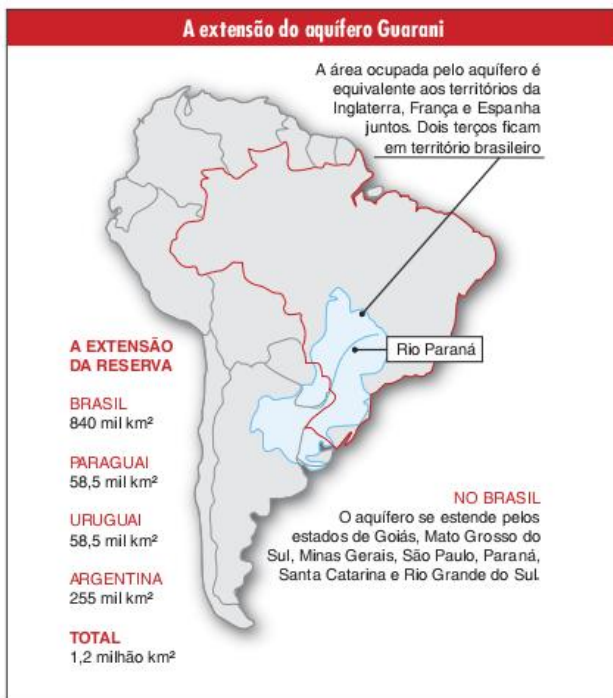 A extensão do aquífero Guarani
A área ocupada pelo aquífero é
equivalente aos territórios da
Inglaterra, França e Espanha
juntos. Dois terços ficam
em território brasileiro
Rio Paraná
A EXTENSÃO
DA RESERVA
BRASIL
840 mil km²
PARAGUAI
58,5 mil km²
URUGUAI
58,5 mil km²
ARGENTINA
255 mil km²
TOTAL
1,2 milhão km²
NO BRASIL
O aquífero se estende pelos
estados de Goiás, Mato Grosso do
Sul, Minas Gerais, São Paulo, Paraná,
Santa Catarina e Rio Grande do Sul.